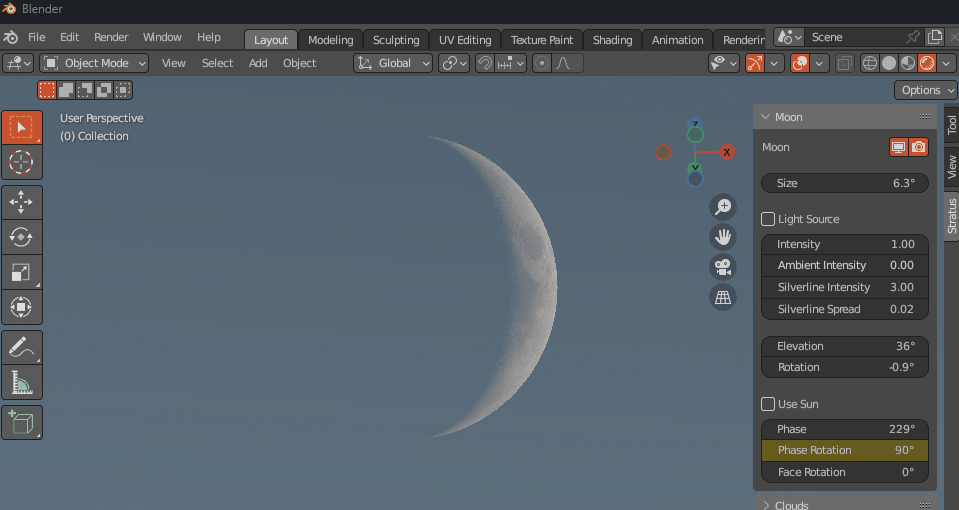 Blender
File Edit Render Window Help Layout Modeling Sculpting UV Editing Texture Paint Shading Animation Renderin Scene
Object Mode View Select Add Object Global
Options
User Perspective
(0) Collection
Z
X
Y
Moon
Moon
Size 6.3°
Light Source
Intensity 1.00
Ambient Intensity 0.00
Silverline Intensity 3.00
Silverline Spread 0.02
Elevation 36°
Rotation -0.9°
Use Sun
Phase 229°
Phase Rotation 90°
Face Rotation 0°
Clouds
Tool
View
Stratus